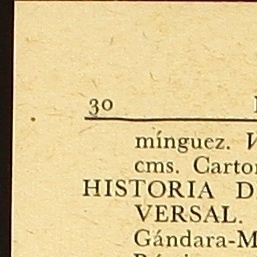 30
mínguez.
cms. Carto
HISTORIA D
VERSAL.
Gándara-M